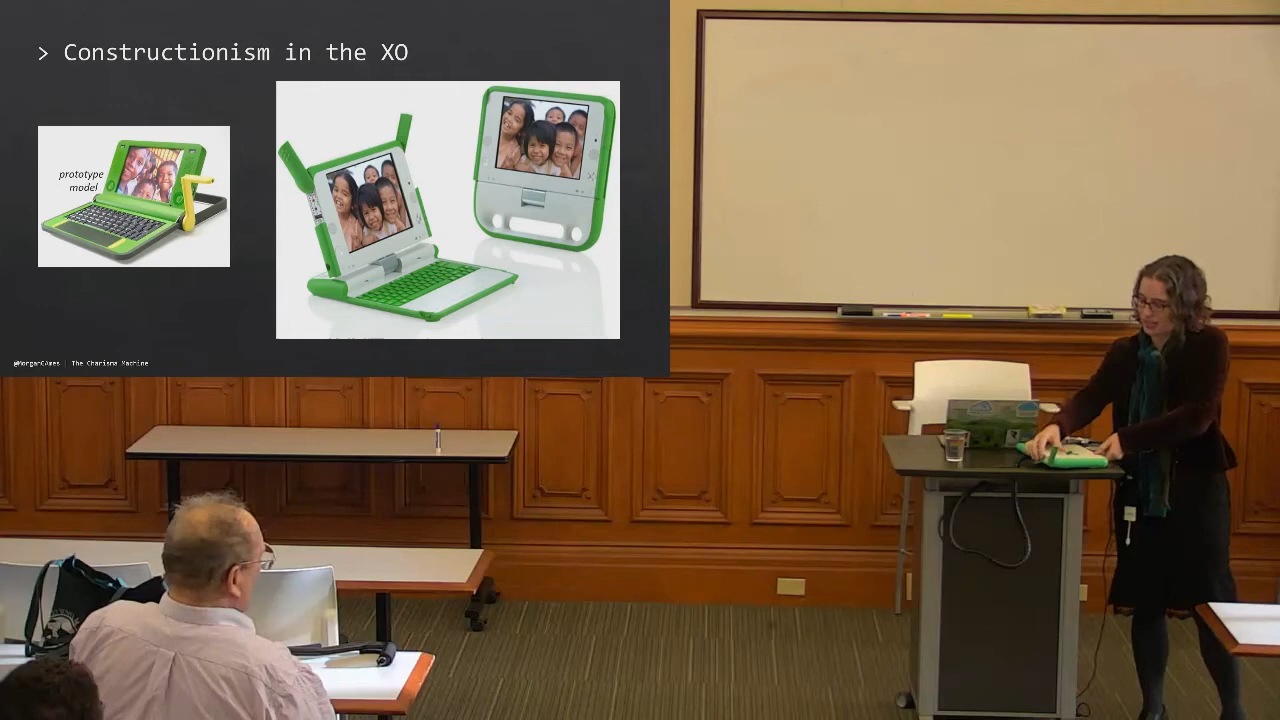 > Constructionism in the XO
prototype
model
@MorganGAmes | The Charisma Machine